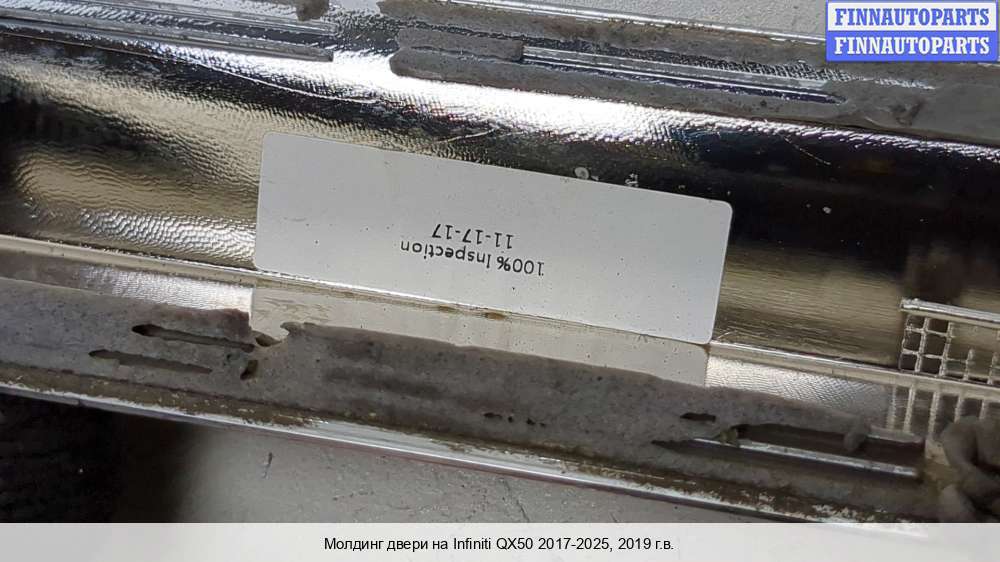 FINNAUTOPARTS
FINNAUTOPARTS
100% Inspection
11-17-17
Молдинг двери на Infiniti QX50 2017-2025, 2019 г.в.